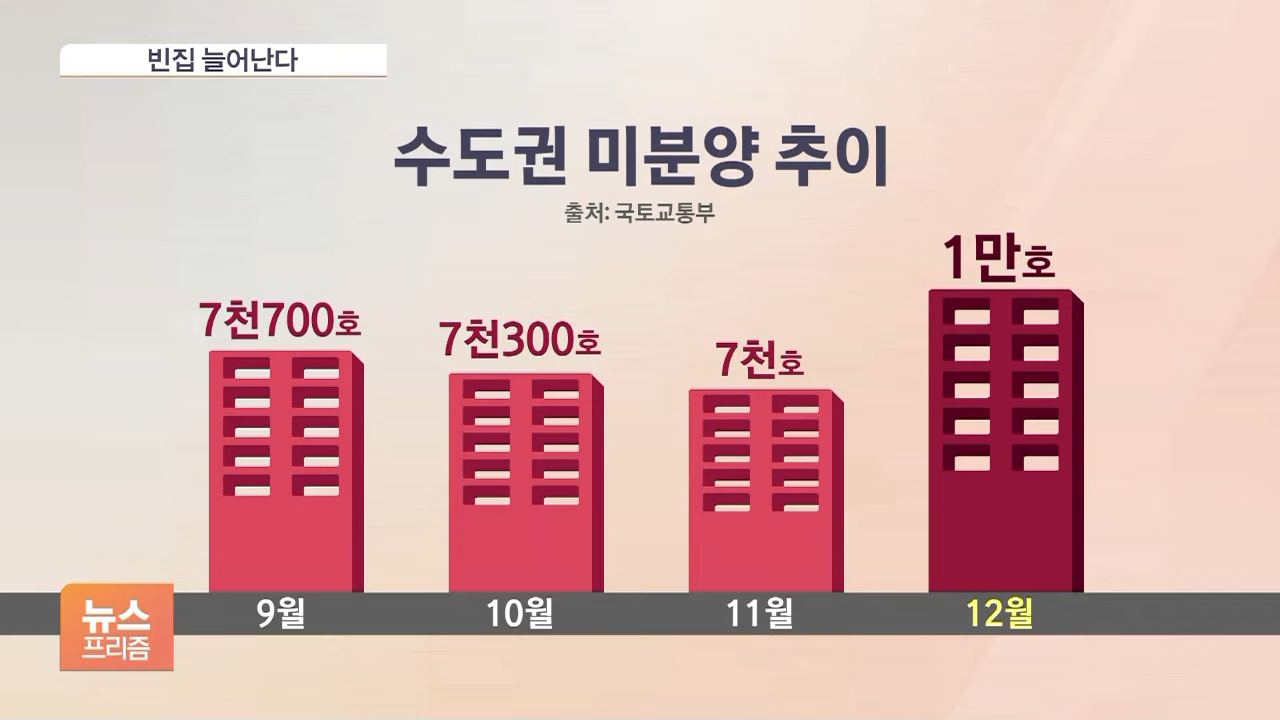 빈집 늘어난다
수도권 미분양 추이
출처: 국토교통부
7천700호
7천300호
7천호
1만호
9월
10월
11월
12월
뉴스
프리즘